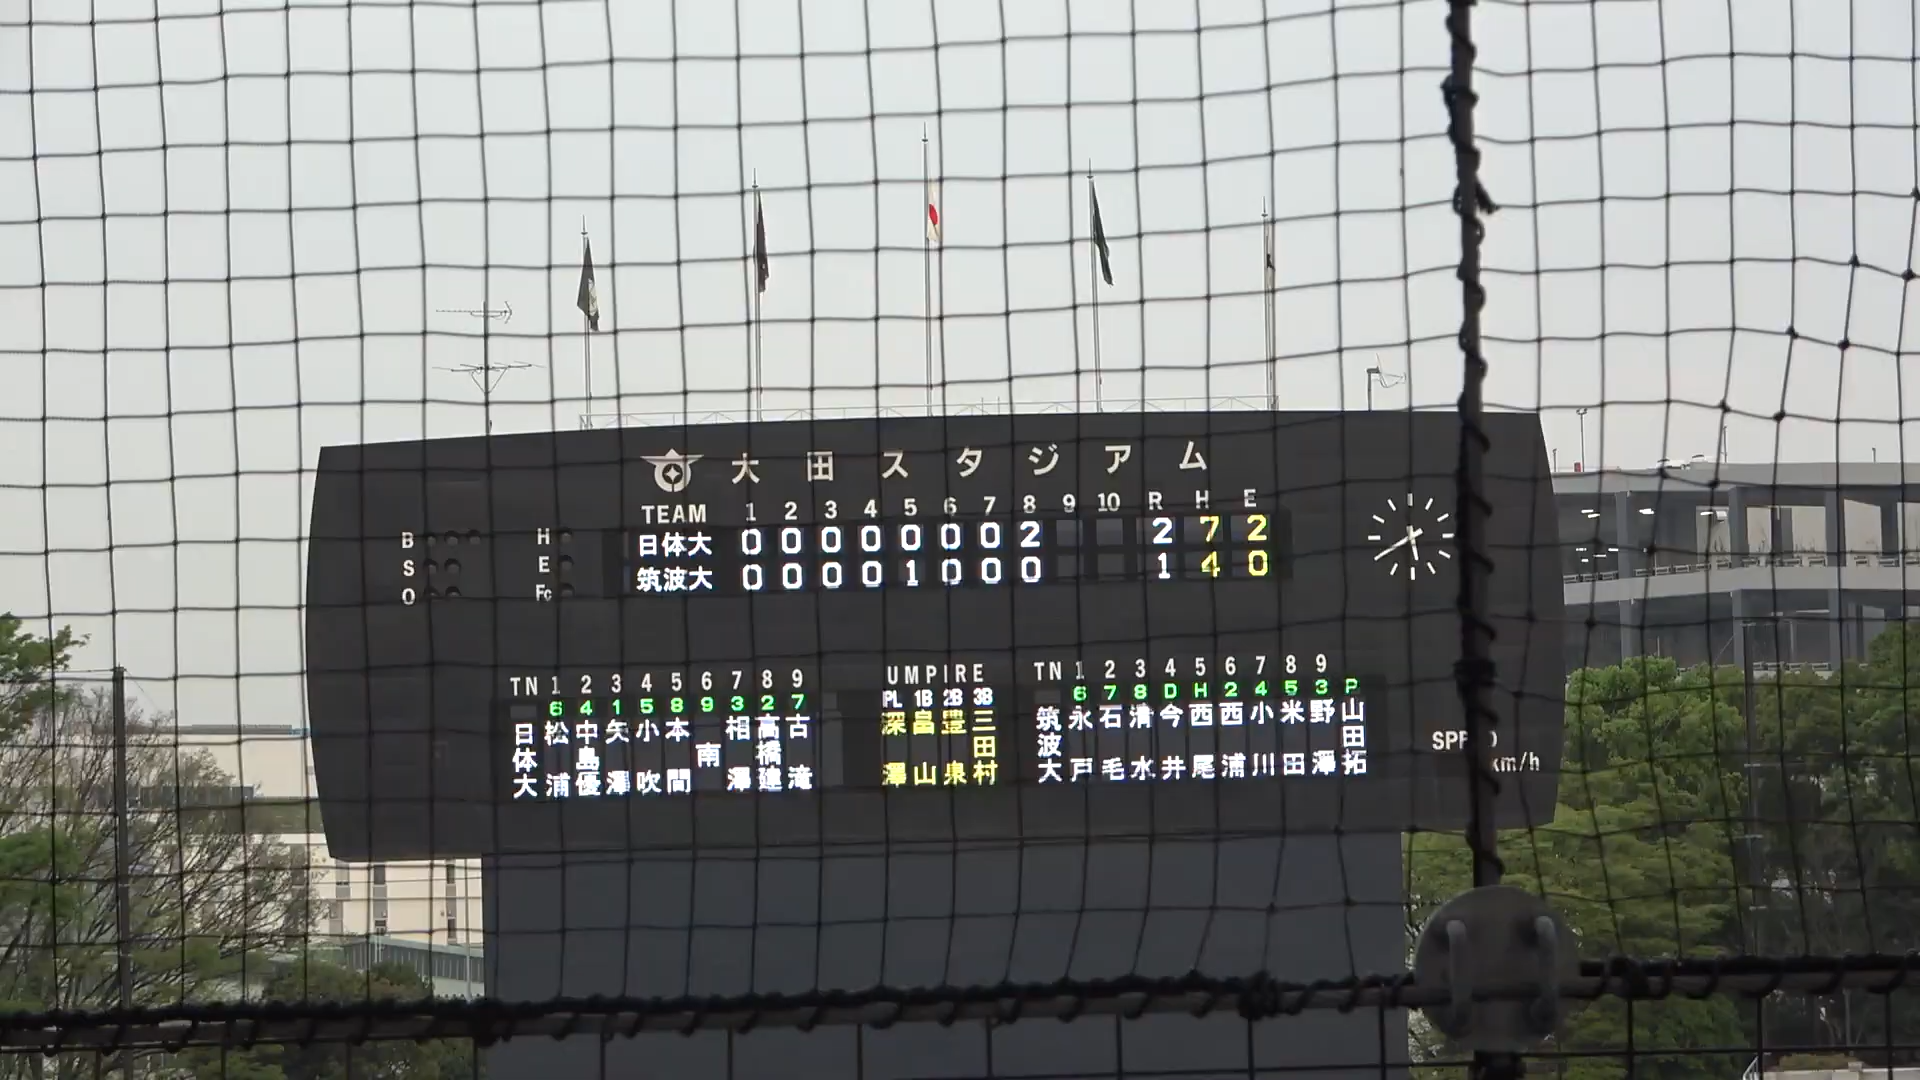 大田スタジアム
TEAM 1 2 3 4 5 6 7 8 9 10 R H E
B H 日体大 0 0 0 0 0 0 0 2 2 7 2
S E 筑波大 0 0 0 0 1 0 0 0 1 4 0
O Fc
TN 1 2 3 4 5 6 7 8 9
6 4 1 5 8 9 3 2 7
日体大 松浦 中島優 矢澤 小吹 本間 南 相澤 高橋建 古滝
UMPIRE
PL 1B 2B 3B
深澤 畠山 豊泉 三田村
TN 1 2 3 4 5 6 7 8 9
6 7 8 D H 2 4 5 3 P
筑波大 永戸 石毛 清水 今井 西尾 西浦 小川 米田 野澤 山田拓
km/h